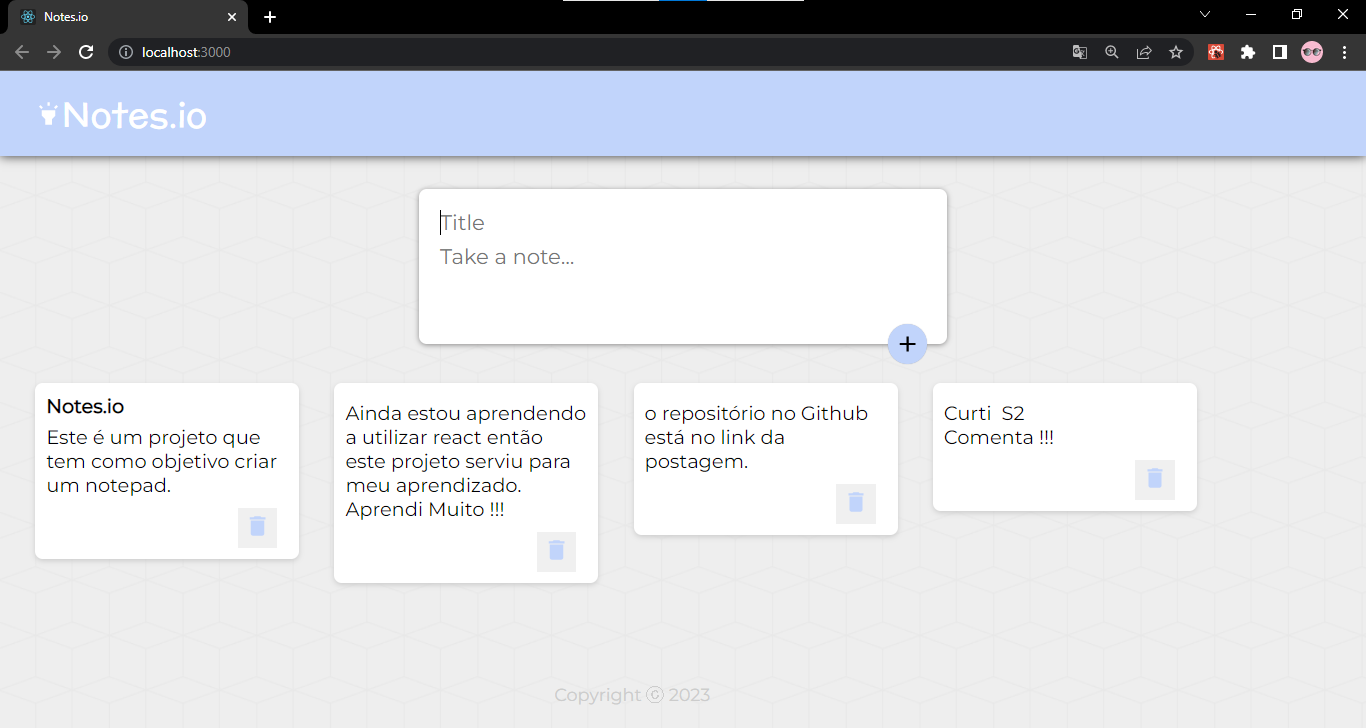 Notes.io
localhost:3000
Notes.io
Title
Take a note...
Notes.io
Este é um projeto que
tem como objetivo criar
um notepad.
Ainda estou aprendendo
a utilizar react então
este projeto serviu para
meu aprendizado.
Aprendi Muito !!!
o repositório no Github
está no link da
postagem.
Curti  S2
Comenta !!!
Copyright ⓒ 2023